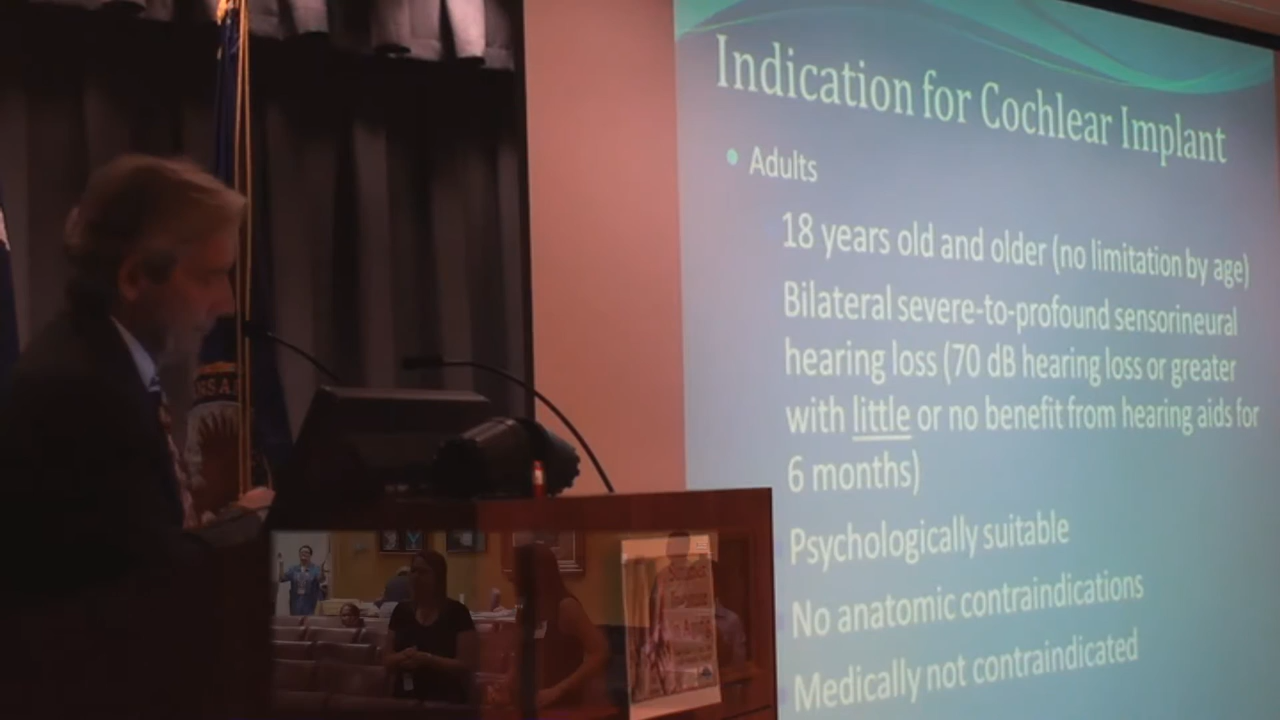 Indication for Cochlear Implant
• Adults
18 years old and older (no limitation by age)
Bilateral severe-to-profound sensorineural
hearing loss (70 dB hearing loss or greater
with little or no benefit from hearing aids for
6 months)
Psychologically suitable
No anatomic contraindications
Medically not contraindicated